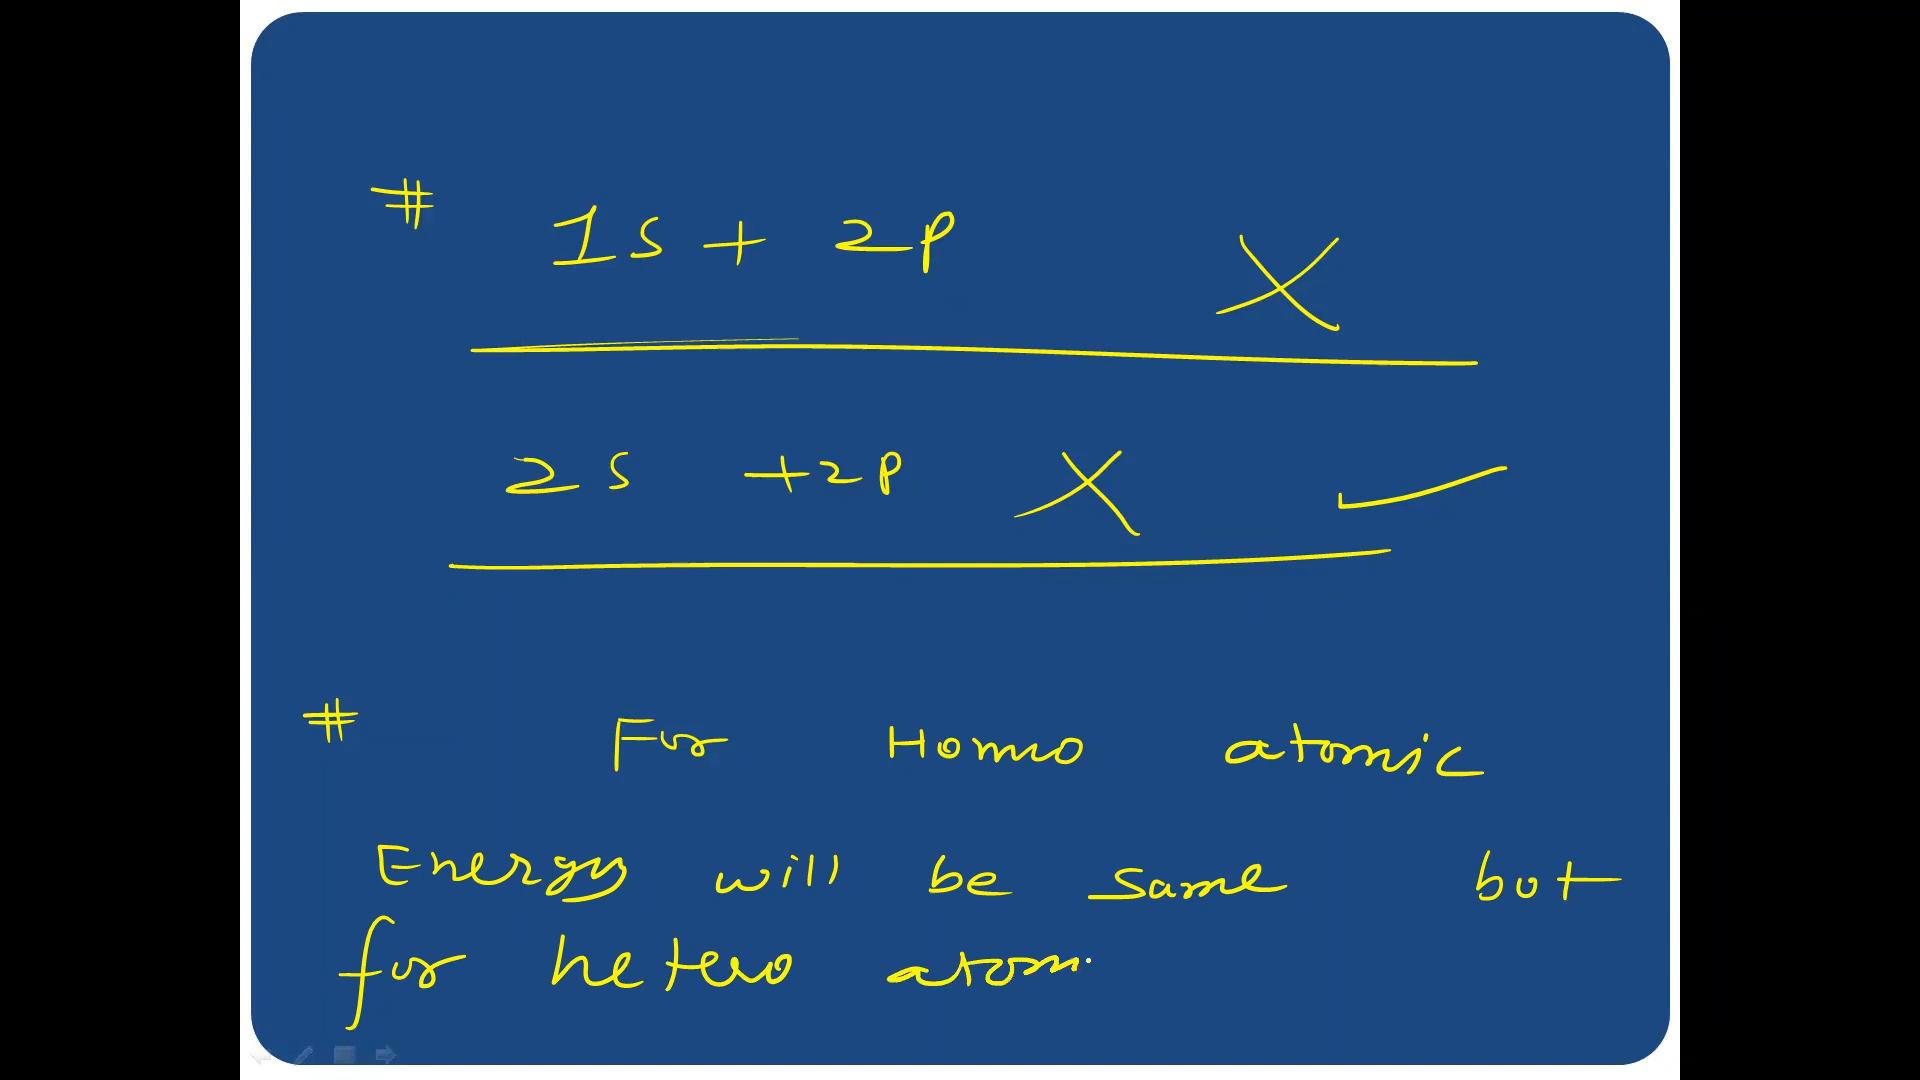 # 1s + 2p X
2s + 2p X ✓
# For Homo atomic
Energy will be same but
for hetero atom